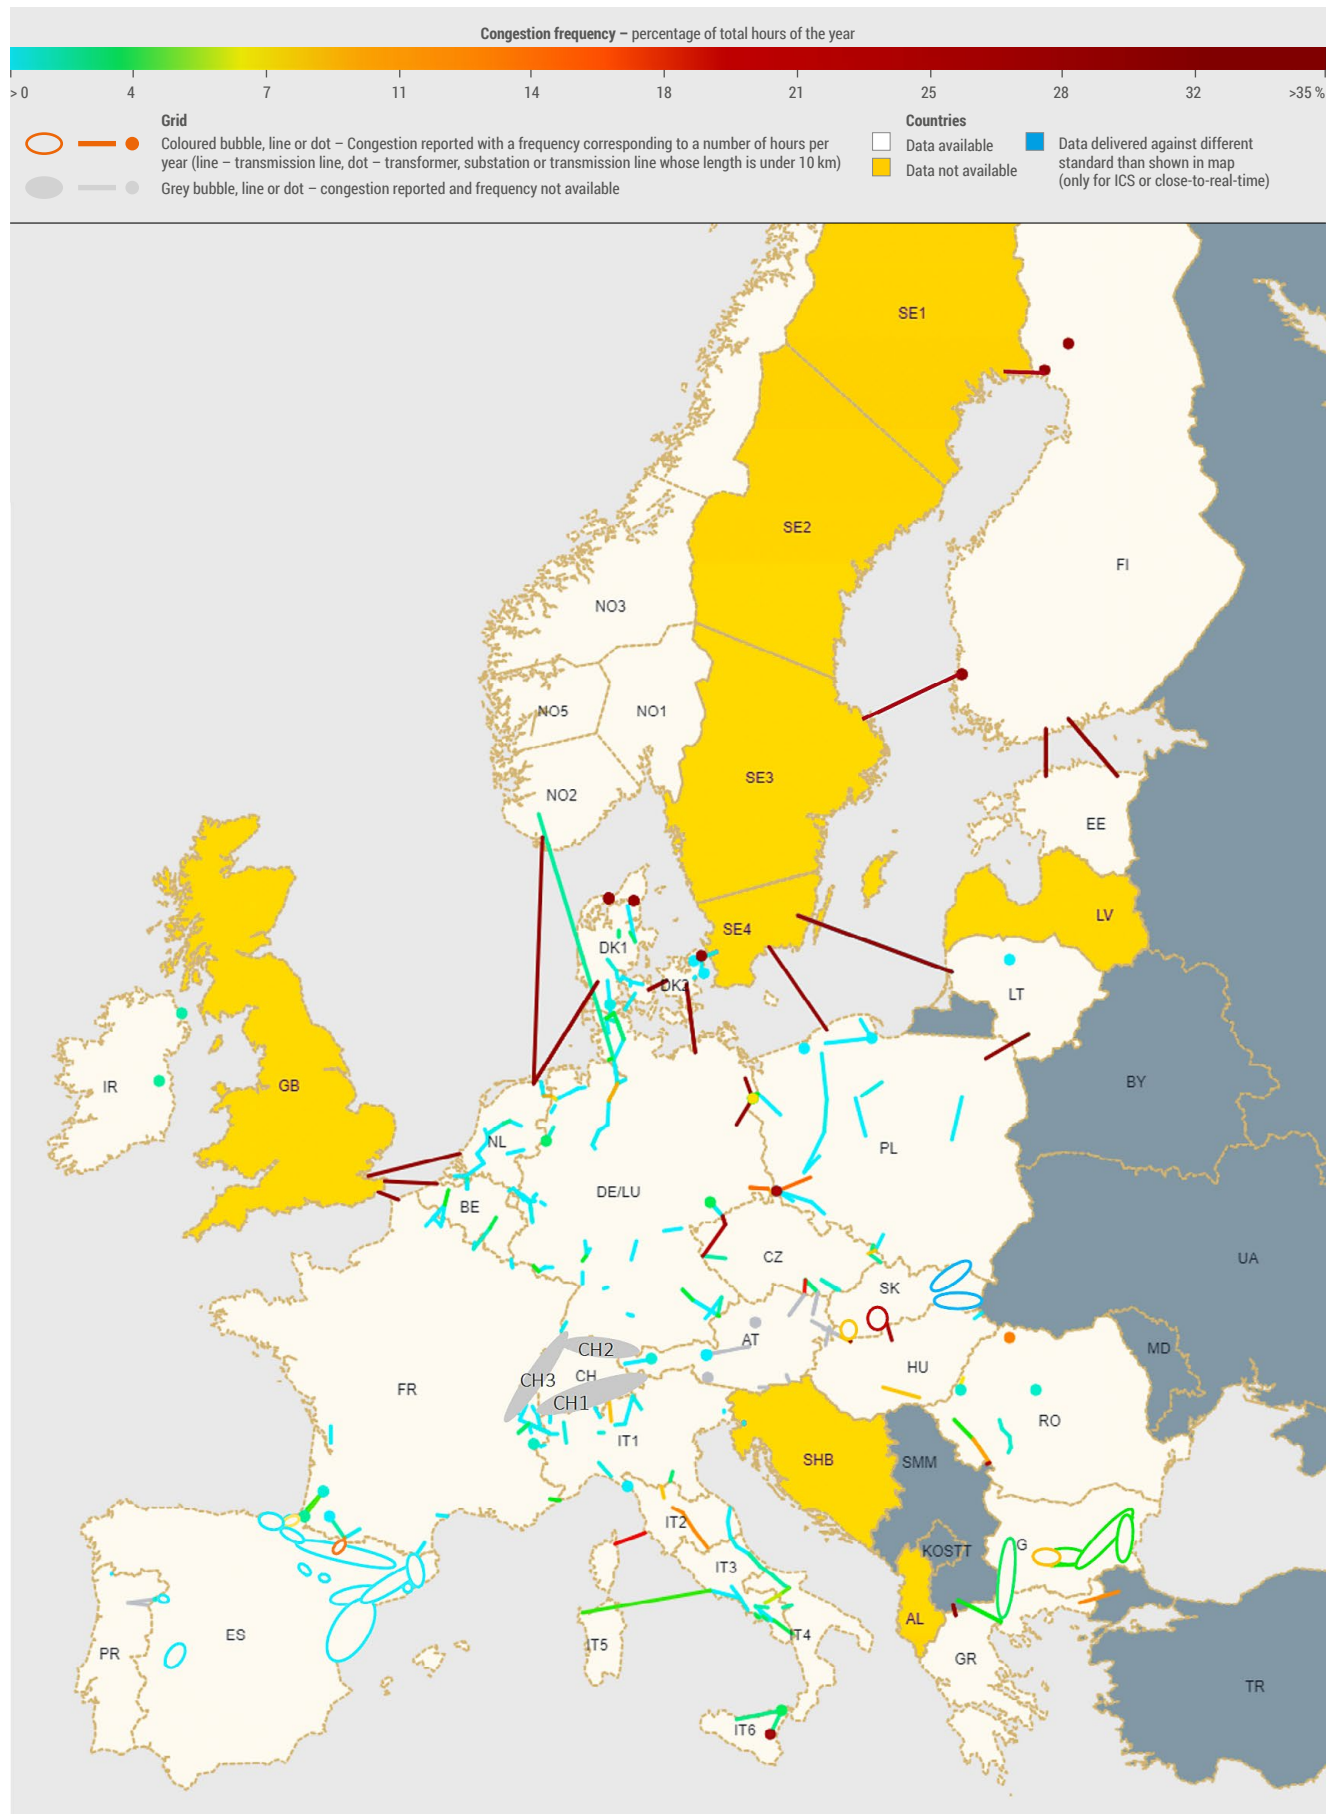 Congestion frequency – percentage of total hours of the year
> 0 4 7 11 14 18 21 25 28 32 >35 %
Grid
Coloured bubble, line or dot – Congestion reported with a frequency corresponding to a number of hours per
year (line – transmission line, dot – transformer, substation or transmission line whose length is under 10 km)
Grey bubble, line or dot – congestion reported and frequency not available
Countries
Data available
Data not available
Data delivered against different
standard than shown in map
(only for ICS or close-to-real-time)
SE1
SE2
FI
NO3
NO5
NO1
SE3
NO2
EE
LV
SE4
DK1
DK2
LT
IR
GB
BY
NL
PL
DE/LU
BE
CZ
UA
SK
AT
CH2
MD
HU
CH
CH3
FR
CH1
RO
IT1
SHB
SMM
IT2
KOSTT
G
IT3
AL
ES
IT4
IT5
PR
GR
TR
IT6